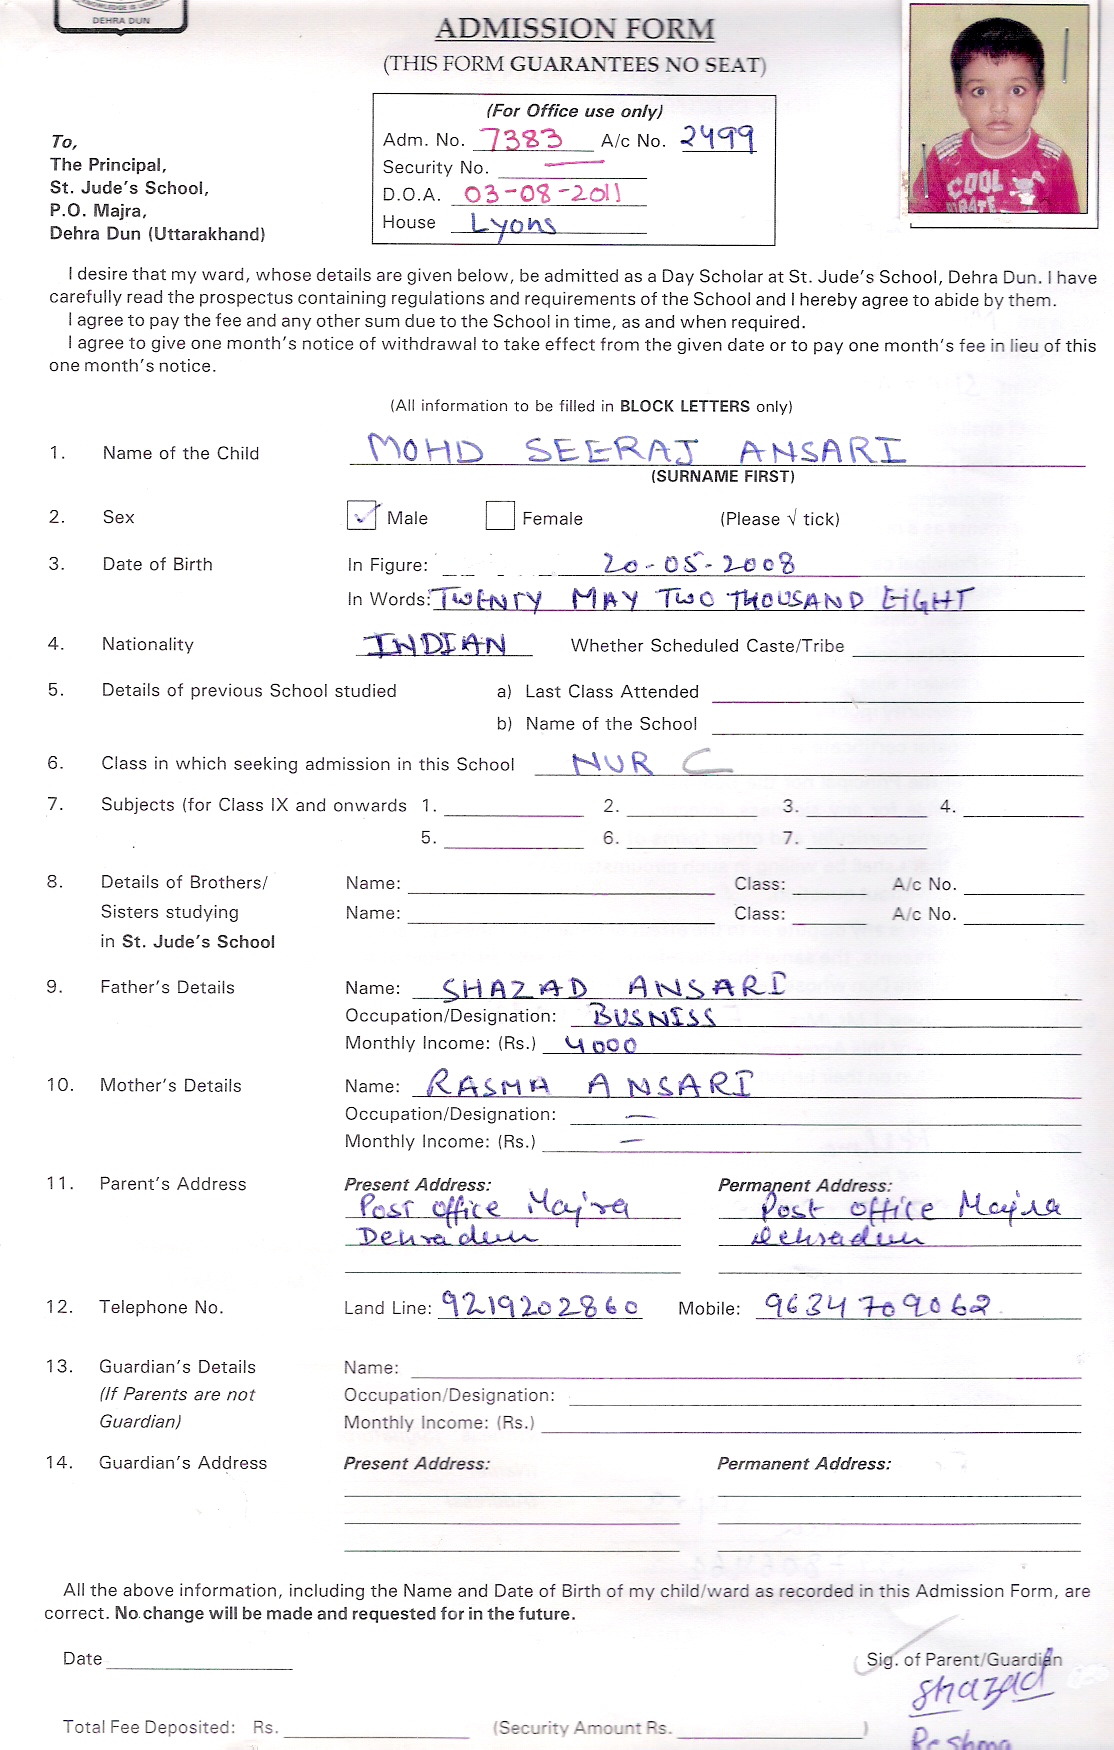 KNOWLEDGE IS LIGHT
DEHRA DUN
ADMISSION FORM
(THIS FORM GUARANTEES NO SEAT)
(For Office use only)
Adm. No. 7383 A/c No. 2499
Security No. —
D.O.A. 03-08-2011
House Lyons
COOL
PIRATE
To,
The Principal,
St. Jude's School,
P.O. Majra,
Dehra Dun (Uttarakhand)
I desire that my ward, whose details are given below, be admitted as a Day Scholar at St. Jude's School, Dehra Dun. I have
carefully read the prospectus containing regulations and requirements of the School and I hereby agree to abide by them.
I agree to pay the fee and any other sum due to the School in time, as and when required.
I agree to give one month's notice of withdrawal to take effect from the given date or to pay one month's fee in lieu of this
one month's notice.
(All information to be filled in BLOCK LETTERS only)
1. Name of the Child MOHD SEERAJ ANSARI
(SURNAME FIRST)
2. Sex ✓ Male Female (Please √ tick)
3. Date of Birth In Figure: 20-05-2008
In Words: TWENTY MAY TWO THOUSAND EIGHT
4. Nationality INDIAN Whether Scheduled Caste/Tribe
5. Details of previous School studied a) Last Class Attended
b) Name of the School
6. Class in which seeking admission in this School NUR C
7. Subjects (for Class IX and onwards 1. 2. 3. 4.
5. 6. 7.
8. Details of Brothers/ Name: Class: A/c No.
Sisters studying Name: Class: A/c No.
in St. Jude's School
9. Father's Details Name: SHAZAD ANSARI
Occupation/Designation: BUSNISS
Monthly Income: (Rs.) 4000
10. Mother's Details Name: RASMA ANSARI
Occupation/Designation: —
Monthly Income: (Rs.) —
11. Parent's Address Present Address: Permanent Address:
Post office Majra Post office Majra
Dehradun Dehradun
12. Telephone No. Land Line: 9219202860 Mobile: 9634709062
13. Guardian's Details Name:
(If Parents are not Occupation/Designation:
Guardian) Monthly Income: (Rs.)
14. Guardian's Address Present Address: Permanent Address:
All the above information, including the Name and Date of Birth of my child/ward as recorded in this Admission Form, are
correct. No change will be made and requested for in the future.
Date Sig. of Parent/Guardian
Shazad
Total Fee Deposited: Rs. (Security Amount Rs. )
Reshma